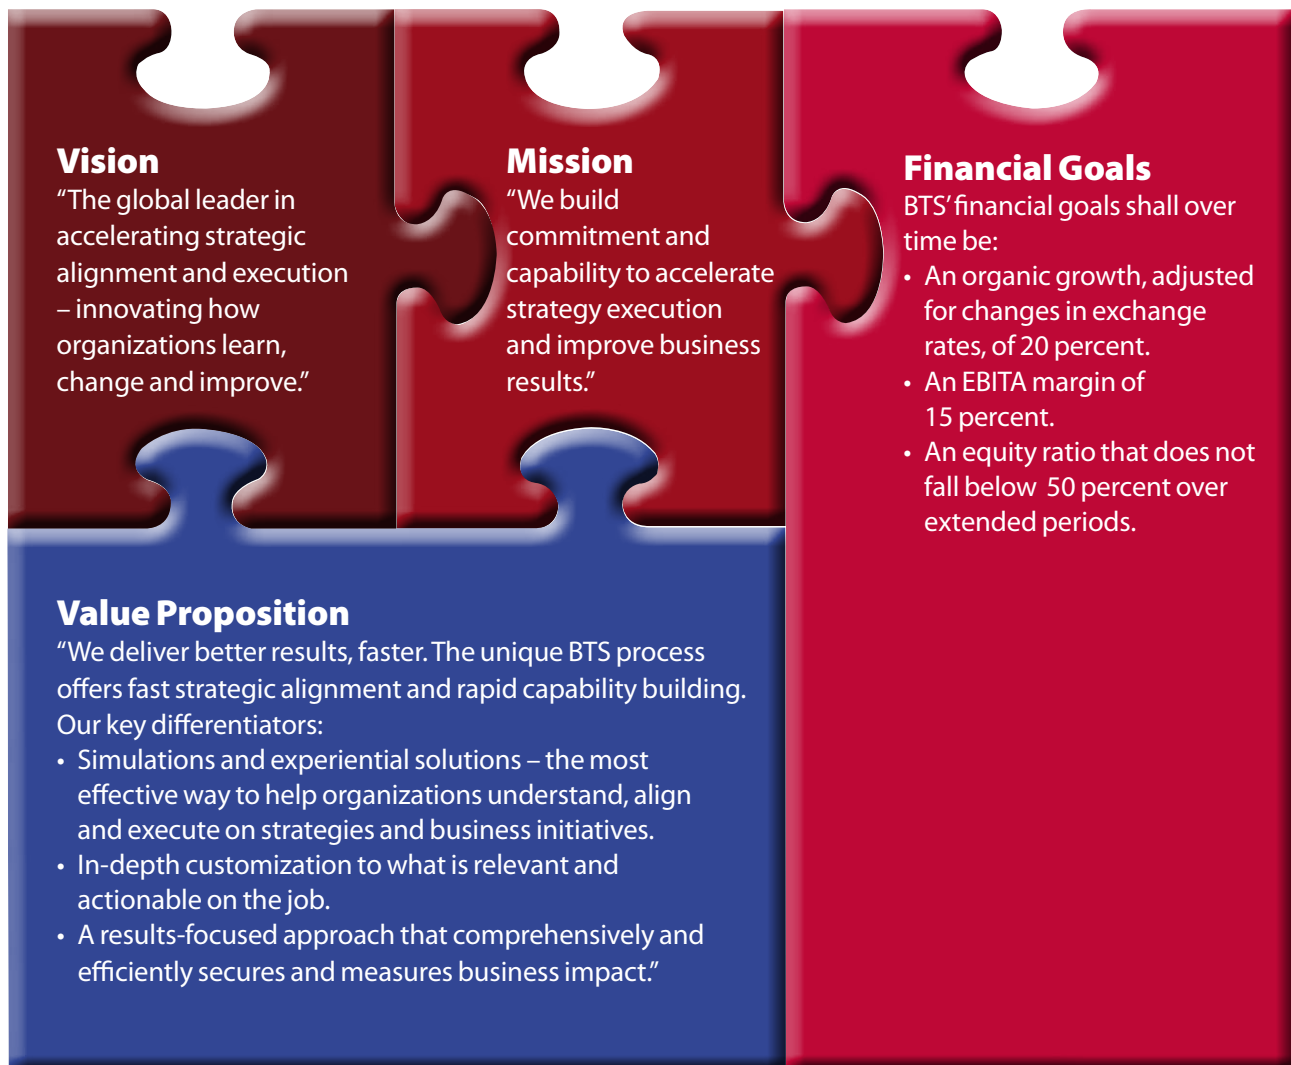 Vision
“The global leader in
accelerating strategic
alignment and execution
– innovating how
organizations learn,
change and improve.”
Mission
“We build
commitment and
capability to accelerate
strategy execution
and improve business
results.”
Financial Goals
BTS’ financial goals shall over
time be:
• An organic growth, adjusted
for changes in exchange
rates, of 20 percent.
• An EBITA margin of
15 percent.
• An equity ratio that does not
fall below 50 percent over
extended periods.
Value Proposition
“We deliver better results, faster. The unique BTS process
offers fast strategic alignment and rapid capability building.
Our key differentiators:
• Simulations and experiential solutions – the most
effective way to help organizations understand, align
and execute on strategies and business initiatives.
• In-depth customization to what is relevant and
actionable on the job.
• A results-focused approach that comprehensively and
efficiently secures and measures business impact.”